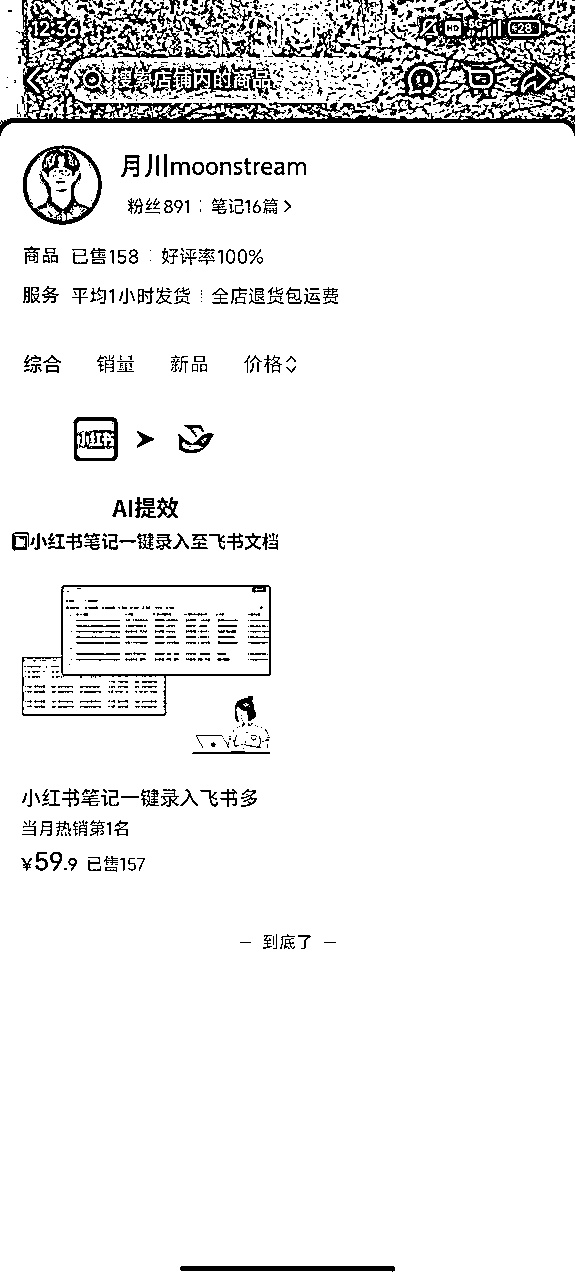 12:36
HD 28
搜索店铺内的商品
月川moonstream
粉丝891 笔记16篇 >
商品 已售158 好评率100%
服务 平均1小时发货 全店退货包运费
综合 销量 新品 价格
小红书
AI提效
小红书笔记一键录入至飞书文档
小红书笔记一键录入飞书多
当月热销第1名
¥59.9 已售157
— 到底了 —